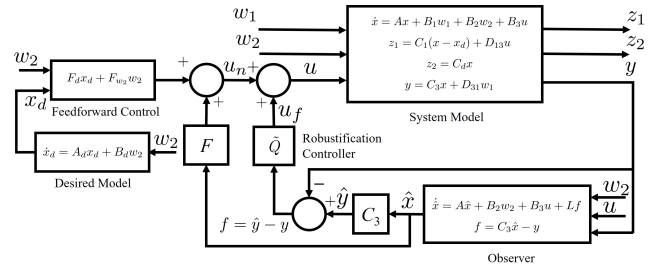 w₁
w₂
ẋ = Ax + B₁w₁ + B₂w₂ + B₃u
z₁ = C₁(x − x_d) + D₁₃u
z₂ = C_d x
y = C₃x + D₃₁w₁
System Model
z₁
z₂
y
w₂
x_d
F_d x_d + F_{w₂} w₂
Feedforward Control
+
+
u_n
+
+
u
u_f
ẋ_d = A_d x_d + B_d w₂
Desired Model
w₂
F
Q̃
Robustification
Controller
−
+
ŷ
C₃
x̂
f = ŷ − y
x̂̇ = Ax̂ + B₂w₂ + B₃u + Lf
f = C₃x̂ − y
Observer
w₂
u